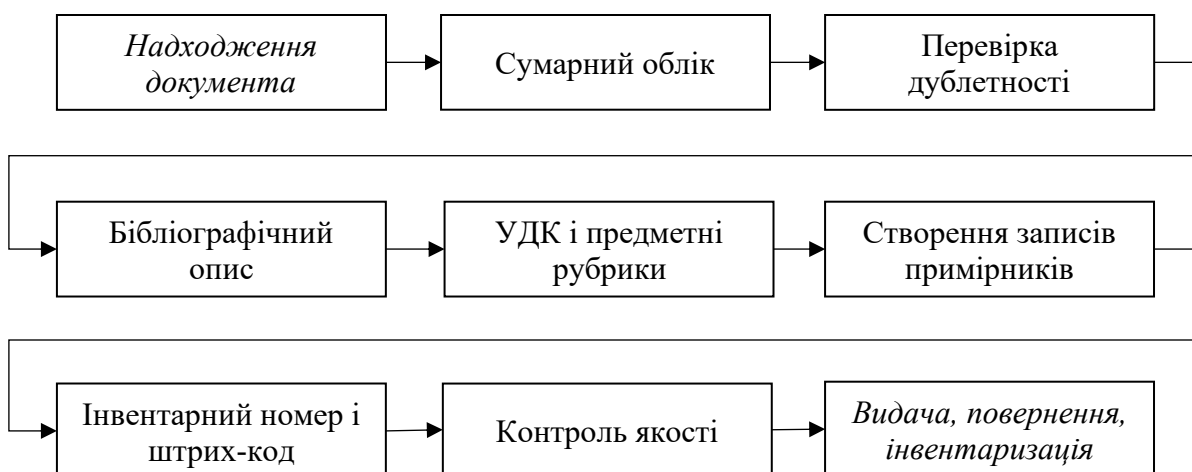 Надходження
документа
Сумарний облік
Перевірка
дублетності
Бібліографічний
опис
УДК і предметні
рубрики
Створення записів
примірників
Інвентарний номер і
штрих-код
Контроль якості
Видача, повернення,
інвентаризація